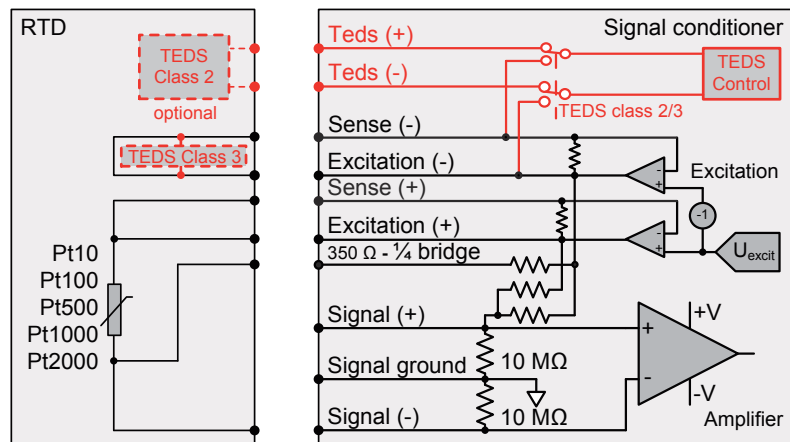 RTD
TEDS
Class 2
optional
TEDS Class 3
Pt10
Pt100
Pt500
Pt1000
Pt2000
Signal conditioner
Teds (+)
Teds (-)
TEDS
Control
TEDS class 2/3
Sense (-)
Excitation (-)
Sense (+)
Excitation (+)
350 Ω - ¼ bridge
Signal (+)
Signal ground
Signal (-)
10 MΩ
10 MΩ
-
+
Excitation
-1
-
+
Uexcit
+
-
+V
-V
Amplifier